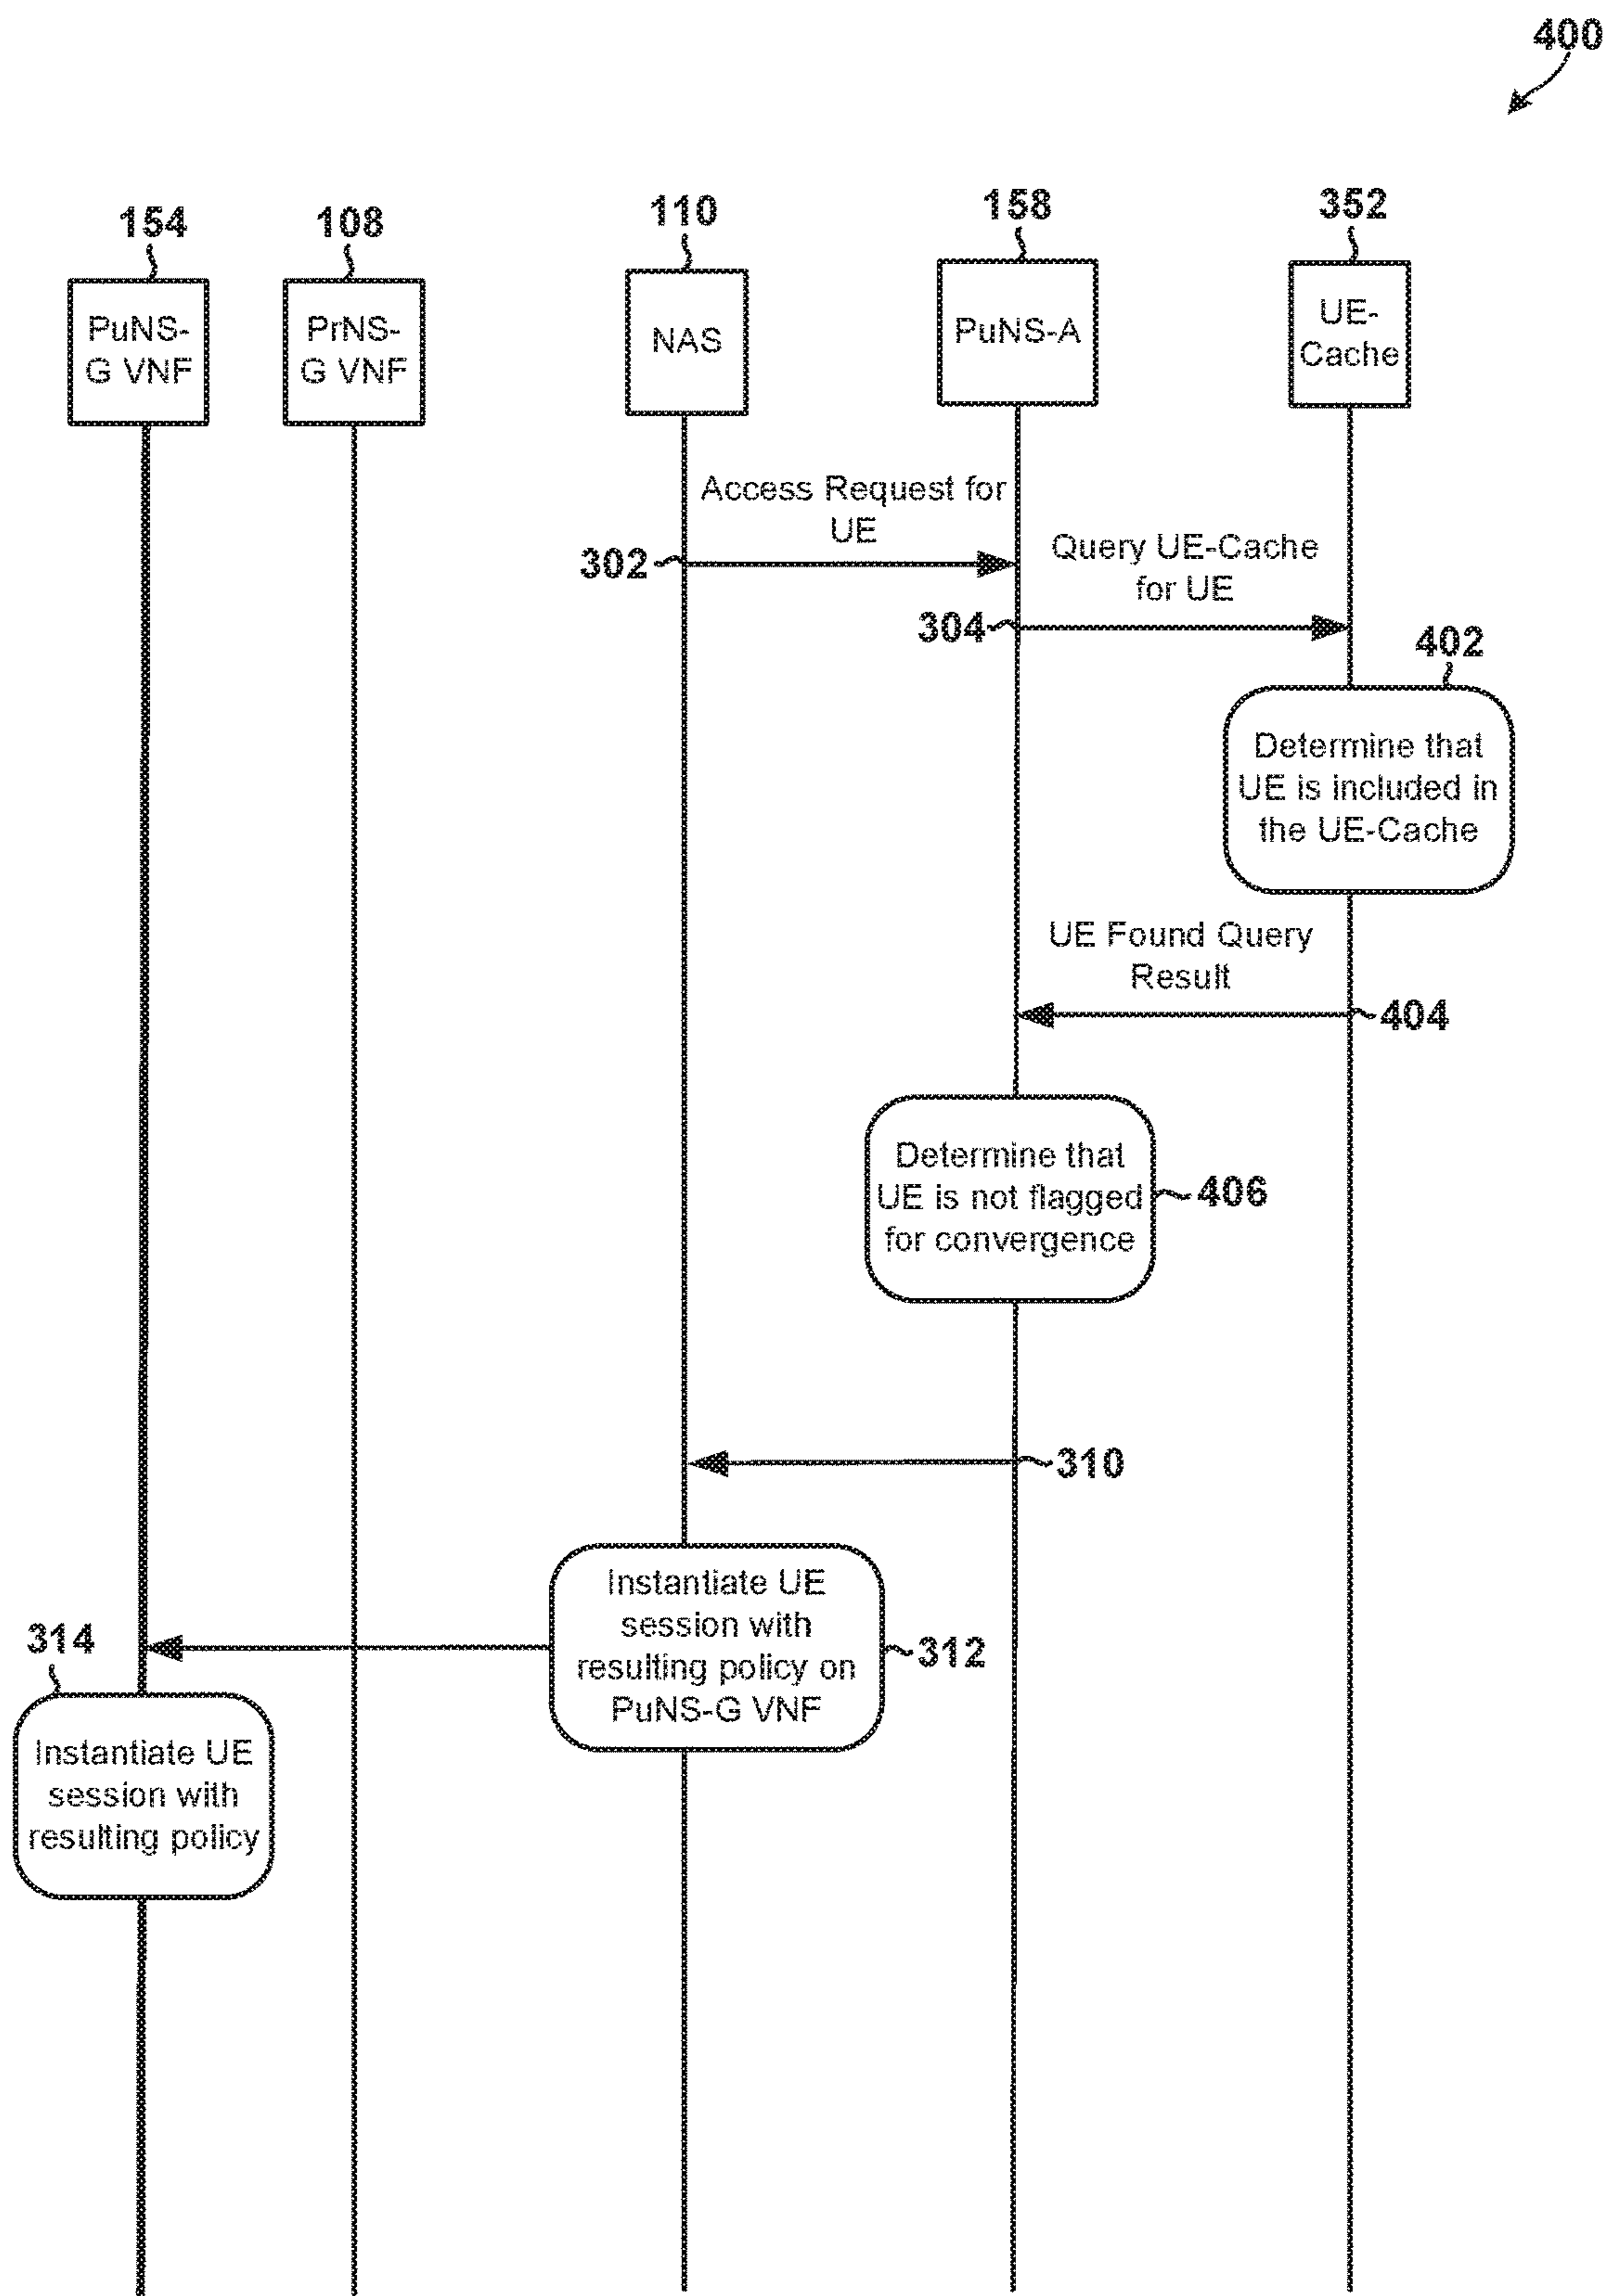 400
154
108
110
158
352
PuNS-
G VNF
PrNS-
G VNF
NAS
PuNS-A
UE-
Cache
Access Request for
UE
302
Query UE-Cache
for UE
304
402
Determine that
UE is included in
the UE-Cache
UE Found Query
Result
404
Determine that
UE is not flagged
for convergence
406
310
Instantiate UE
session with
resulting policy on
PuNS-G VNF
312
314
Instantiate UE
session with
resulting policy